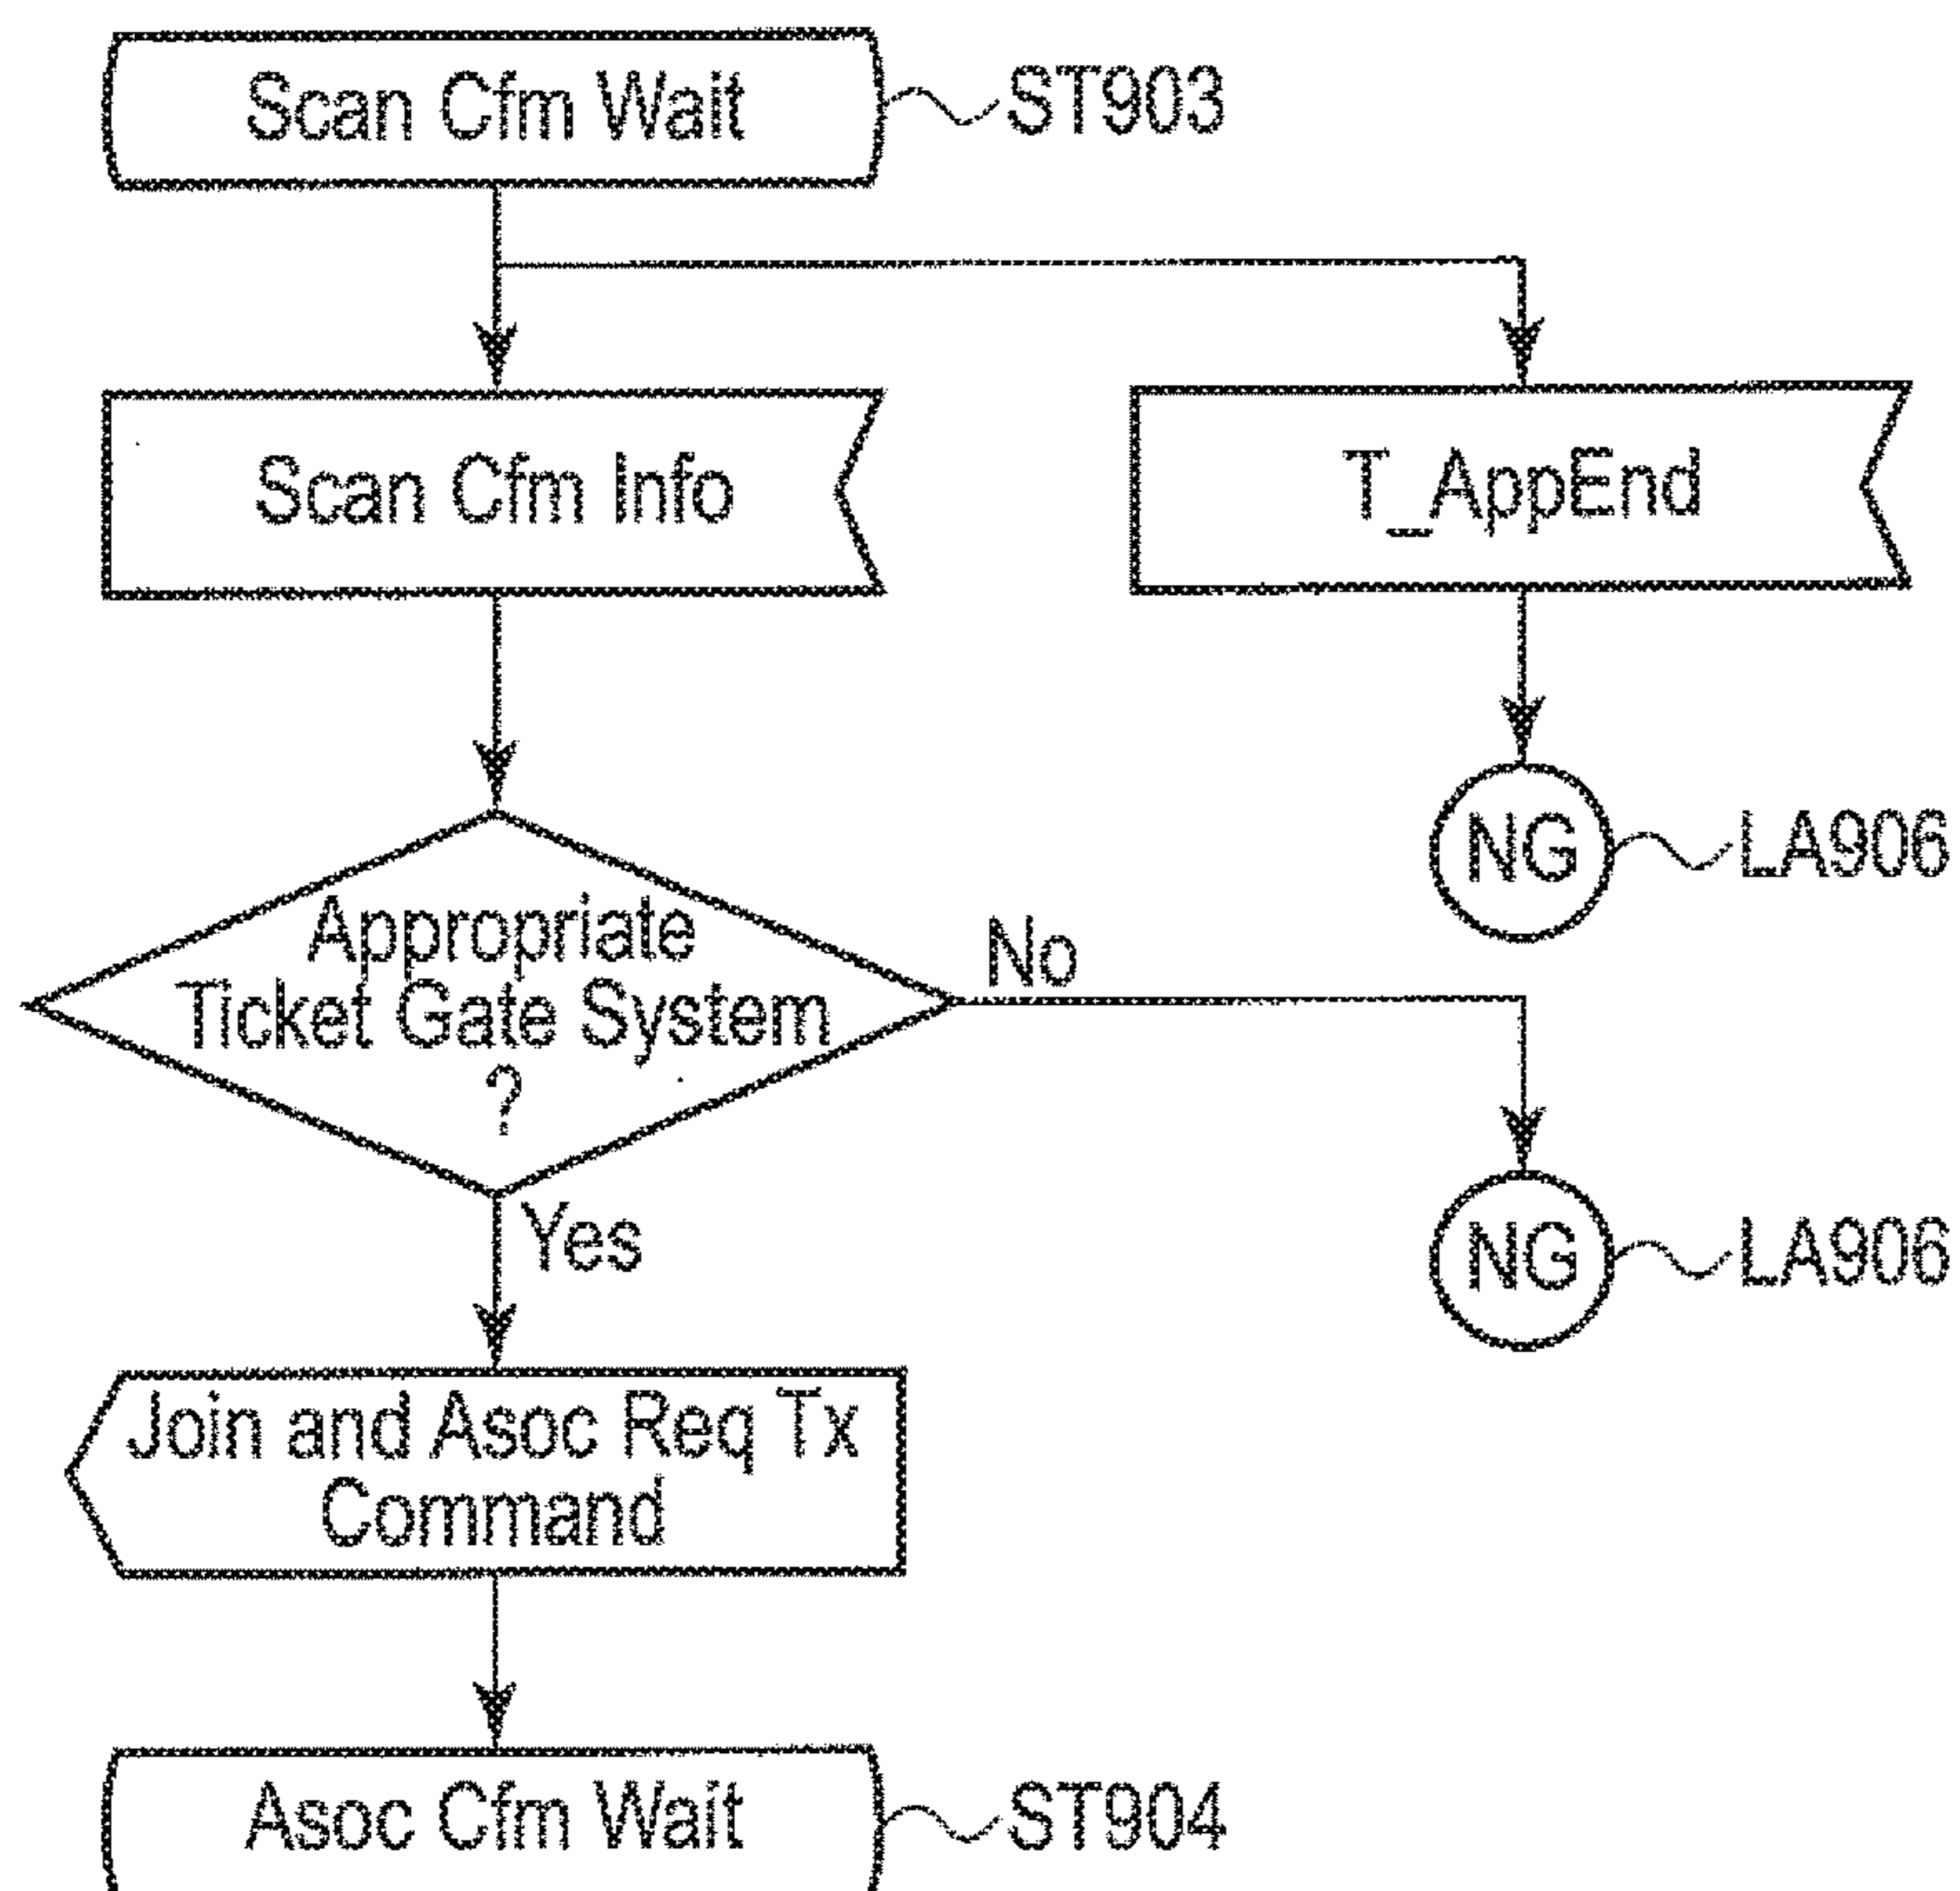 Scan Cfm Wait
ST903
Scan Cfm Info
T_AppEnd
NG
LA906
Appropriate
Ticket Gate System
?
No
NG
LA906
Yes
Join and Asoc Req Tx
Command
Asoc Cfm Wait
ST904